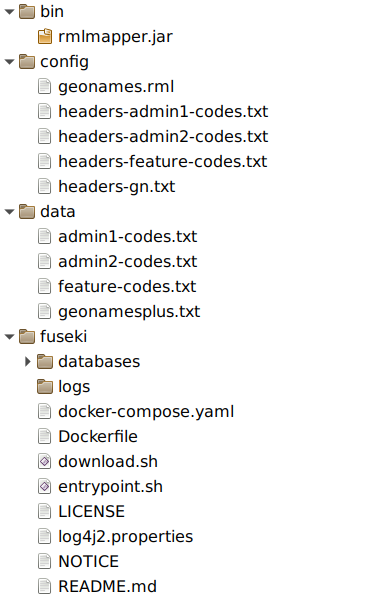 bin
rmlmapper.jar
config
geonames.rml
headers-admin1-codes.txt
headers-admin2-codes.txt
headers-feature-codes.txt
headers-gn.txt
data
admin1-codes.txt
admin2-codes.txt
feature-codes.txt
geonamesplus.txt
fuseki
databases
logs
docker-compose.yaml
Dockerfile
download.sh
entrypoint.sh
LICENSE
log4j2.properties
NOTICE
README.md